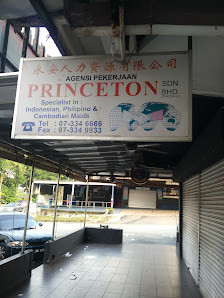 永安人力資源有限公司
AGENSI PEKERJAAN
PRINCETON SDN. BHD.
Specialist in :
Indonesian, Philipino &
Cambodian Maids
Tel : 07-334 6666
Fax : 07-334 9933